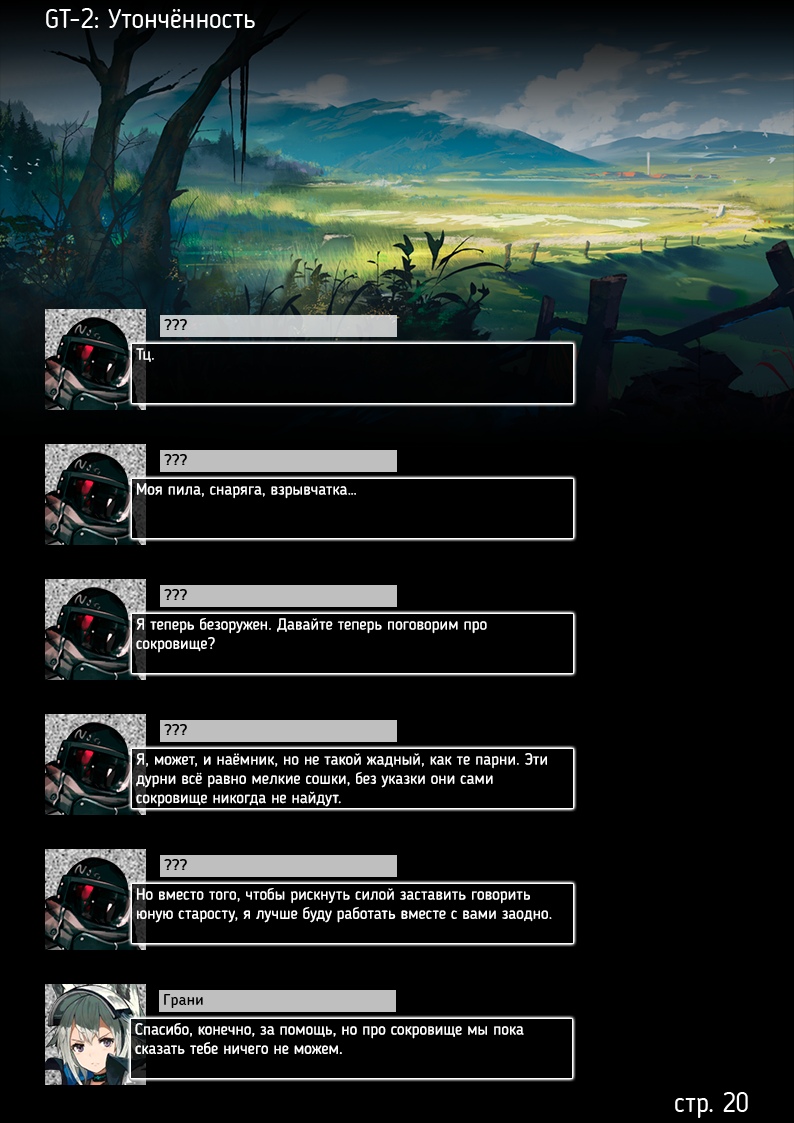 GT-2: Утончённость
???
Тц.
???
Моя пила, снаряга, взрывчатка…
???
Я теперь безоружен. Давайте теперь поговорим про
сокровище?
???
Я, может, и наёмник, но не такой жадный, как те парни. Эти
дурни всё равно мелкие сошки, без указки они сами
сокровище никогда не найдут.
???
Но вместо того, чтобы рискнуть силой заставить говорить
юную старосту, я лучше буду работать вместе с вами заодно.
Грани
Спасибо, конечно, за помощь, но про сокровище мы пока
сказать тебе ничего не можем.
стр. 20